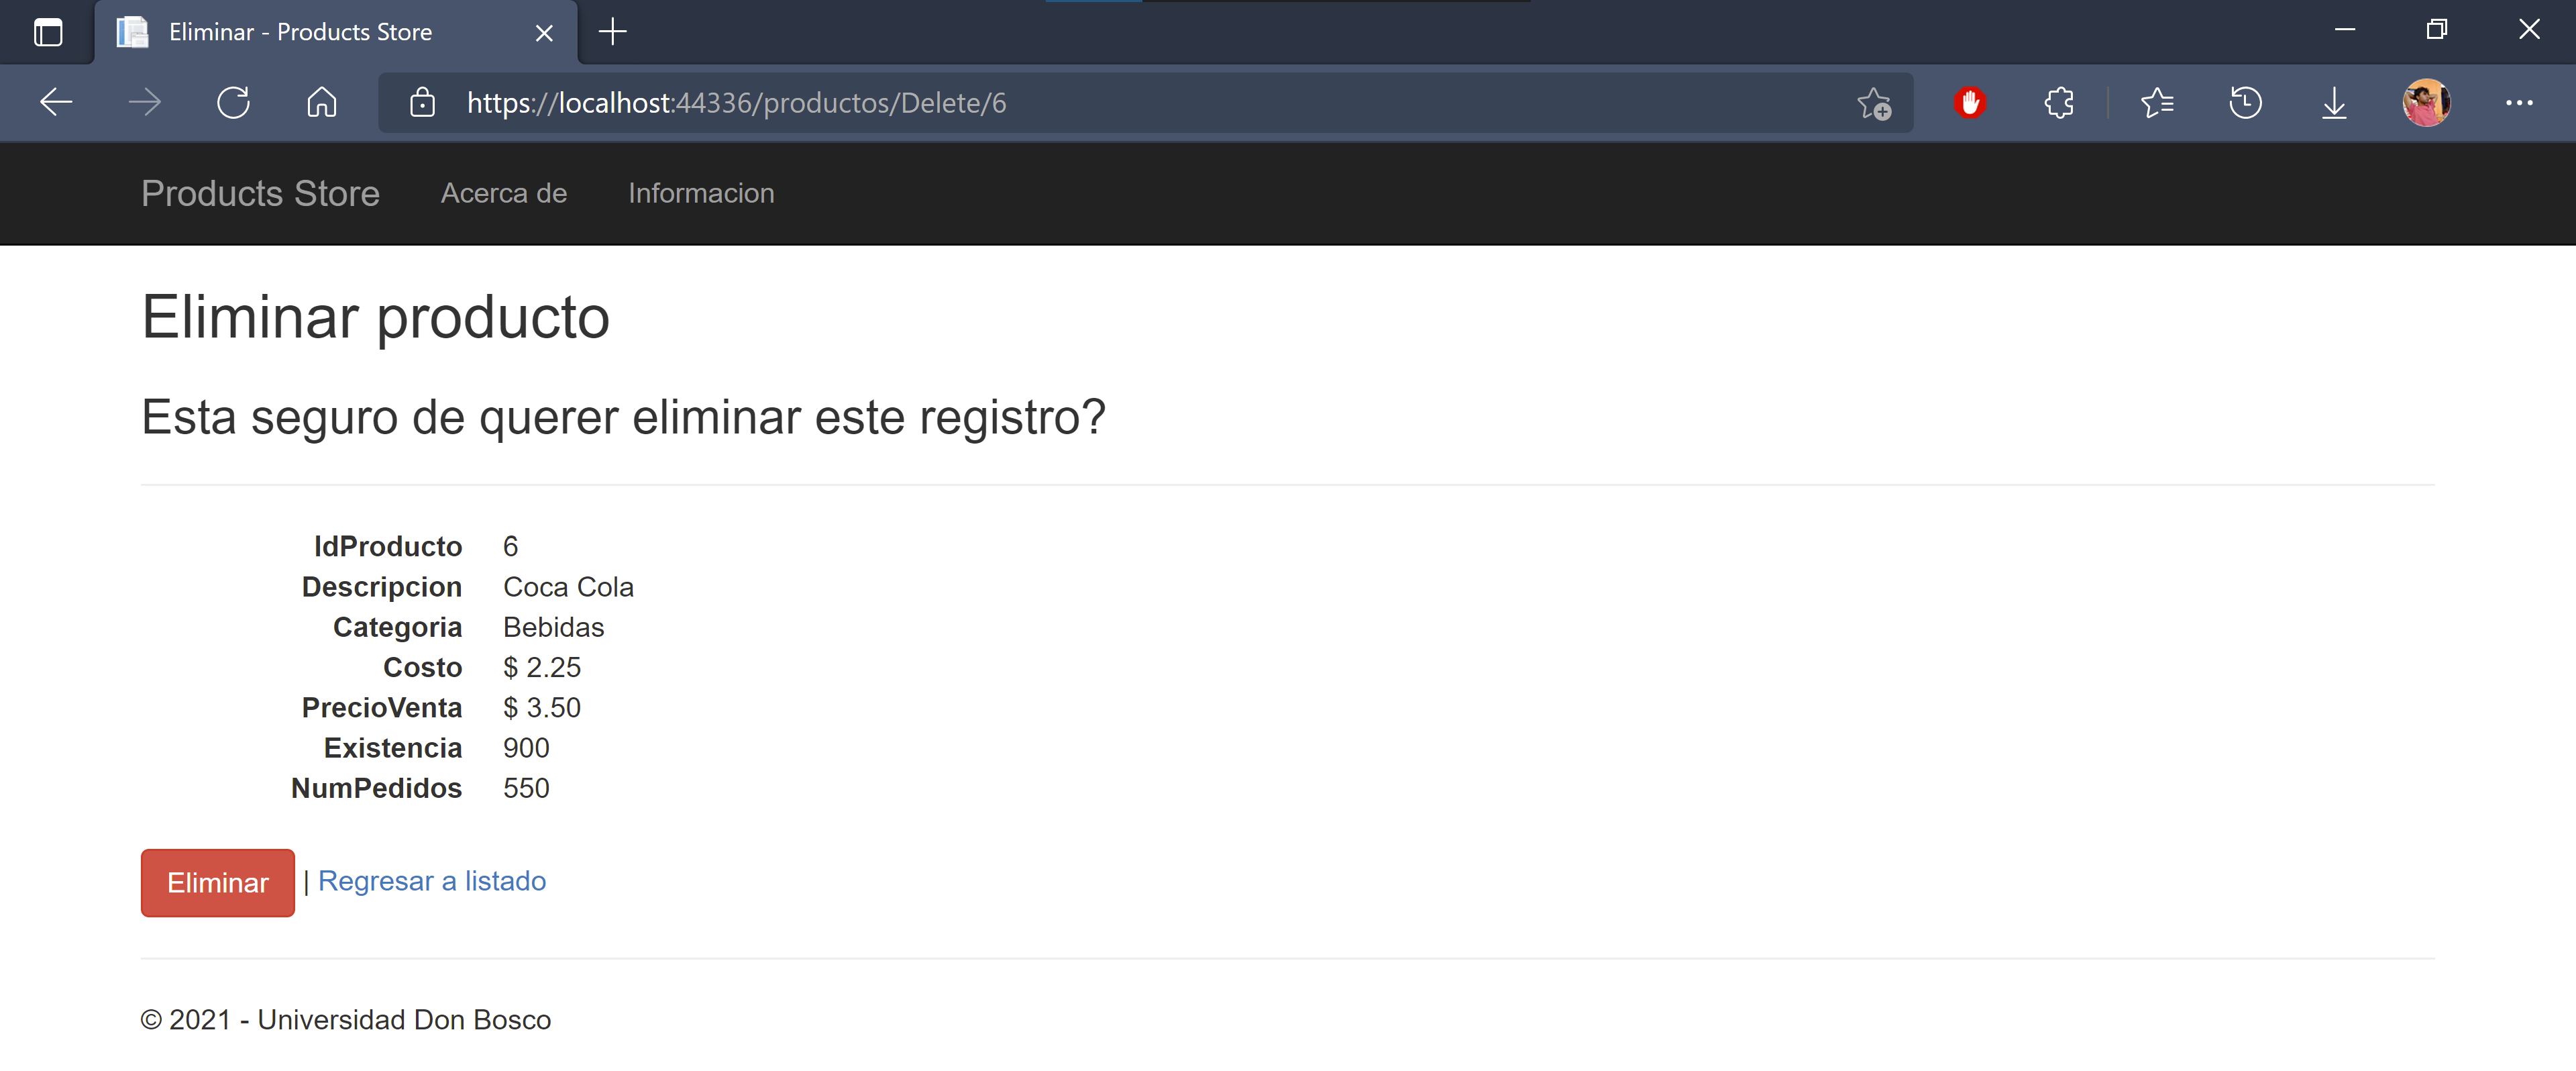 Eliminar - Products Store
https://localhost:44336/productos/Delete/6
Products Store Acerca de Informacion
Eliminar producto
Esta seguro de querer eliminar este registro?
IdProducto 6
Descripcion Coca Cola
Categoria Bebidas
Costo $ 2.25
PrecioVenta $ 3.50
Existencia 900
NumPedidos 550
Eliminar | Regresar a listado
© 2021 - Universidad Don Bosco